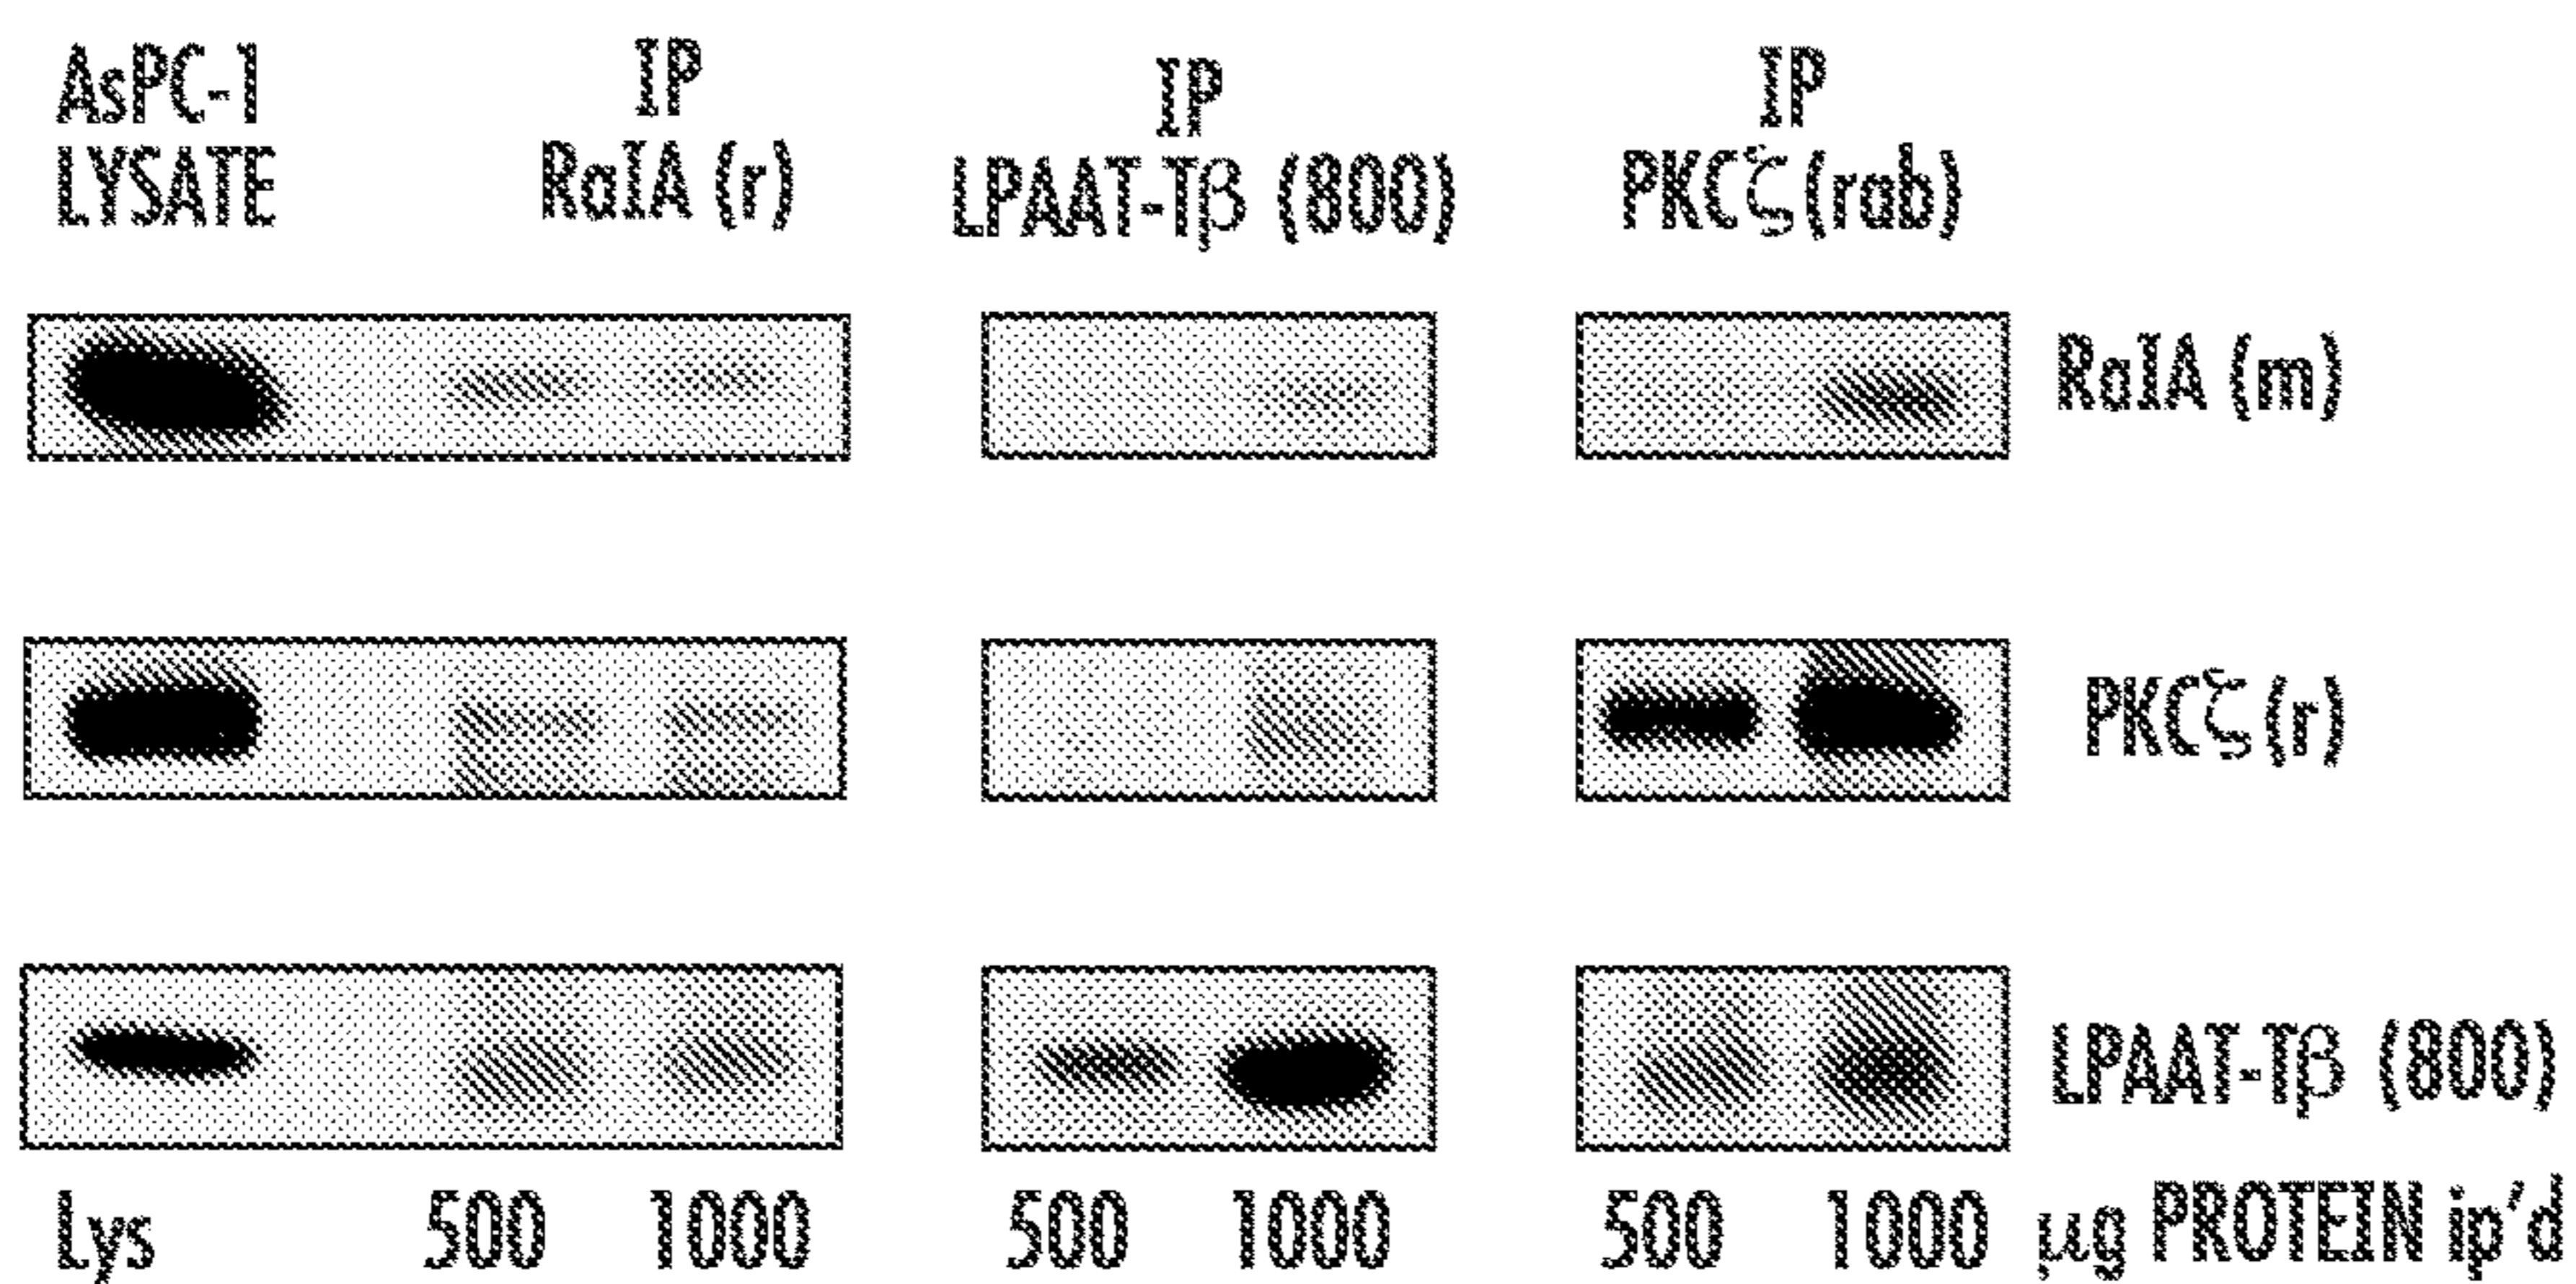 AsPC-1
LYSATE
IP
RalA (r)
IP
LPAAT-Tβ (800)
IP
PKCζ (rab)
RalA (m)
PKCζ (r)
LPAAT-Tβ (800)
Lys 500 1000 500 1000 500 1000 μg PROTEIN ip'd